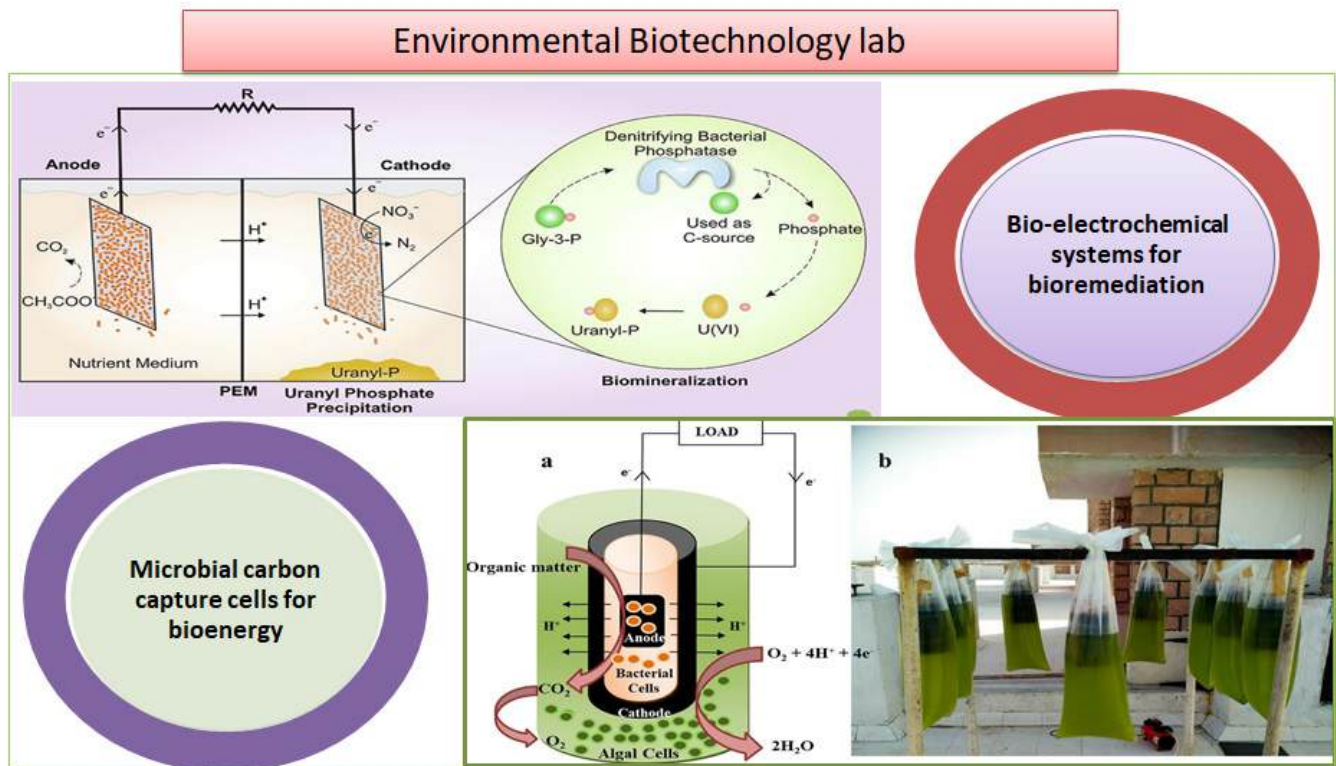 Environmental Biotechnology lab
R
e⁻
e⁻
Anode
Cathode
e⁻
e⁻
NO₃⁻
e⁻
N₂
H⁺
CO₂
CH₃COO⁻
H⁺
Nutrient Medium
Uranyl-P
PEM
Uranyl Phosphate
Precipitation
Denitrifying Bacterial
Phosphatase
Gly-3-P
Used as
C-source
Phosphate
Uranyl-P
U(VI)
Biomineralization
Bio-electrochemical
systems for
bioremediation
Microbial carbon
capture cells for
bioenergy
a
LOAD
e⁻
e⁻
Organic matter
H⁺
H⁺
Anode
Bacterial
Cells
O₂ + 4H⁺ + 4e⁻
CO₂
Cathode
O₂
Algal Cells
2H₂O
b